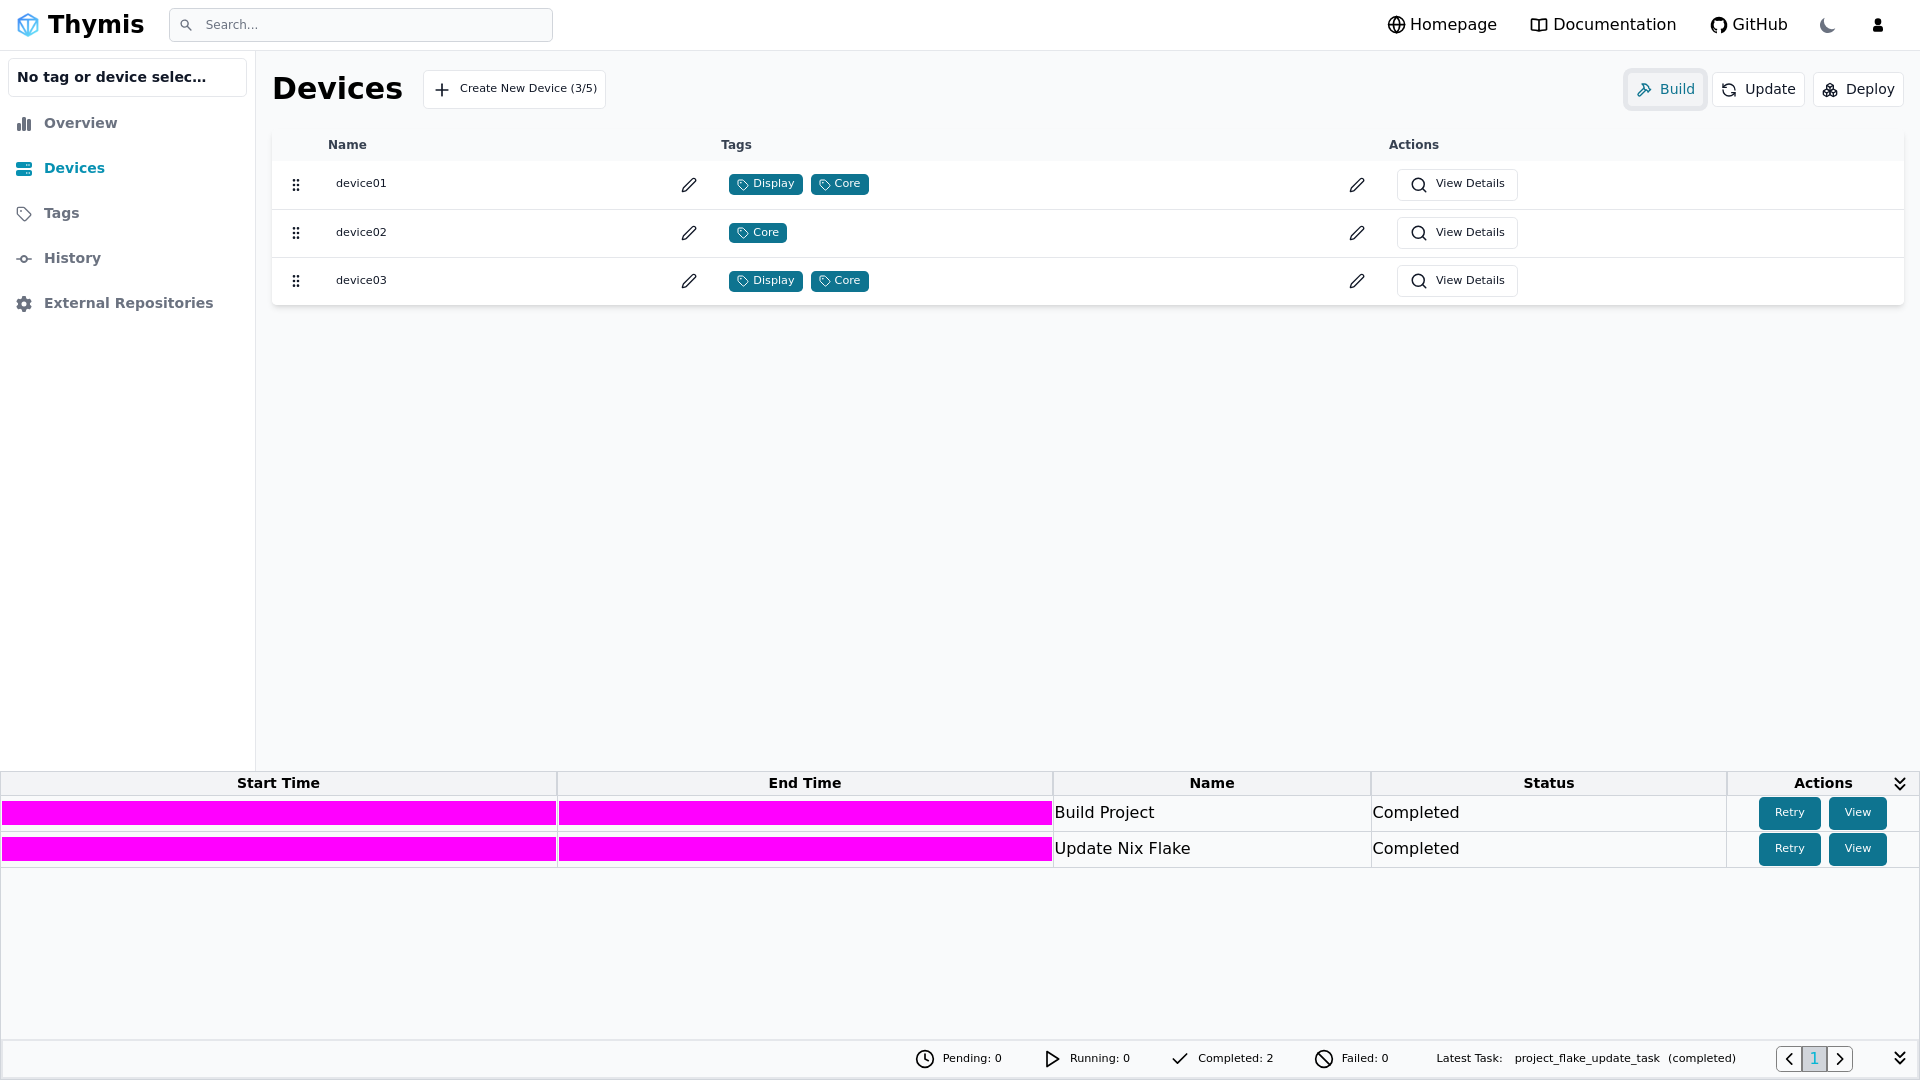 Thymis
Search...
Homepage
Documentation
GitHub
No tag or device selec...
Overview
Devices
Tags
History
External Repositories
Devices
Create New Device (3/5)
Build
Update
Deploy
Name Tags Actions
device01 Display Core View Details
device02 Core View Details
device03 Display Core View Details
Start Time End Time Name Status Actions
Build Project Completed Retry View
Update Nix Flake Completed Retry View
Pending: 0 Running: 0 Completed: 2 Failed: 0 Latest Task: project_flake_update_task (completed) 1